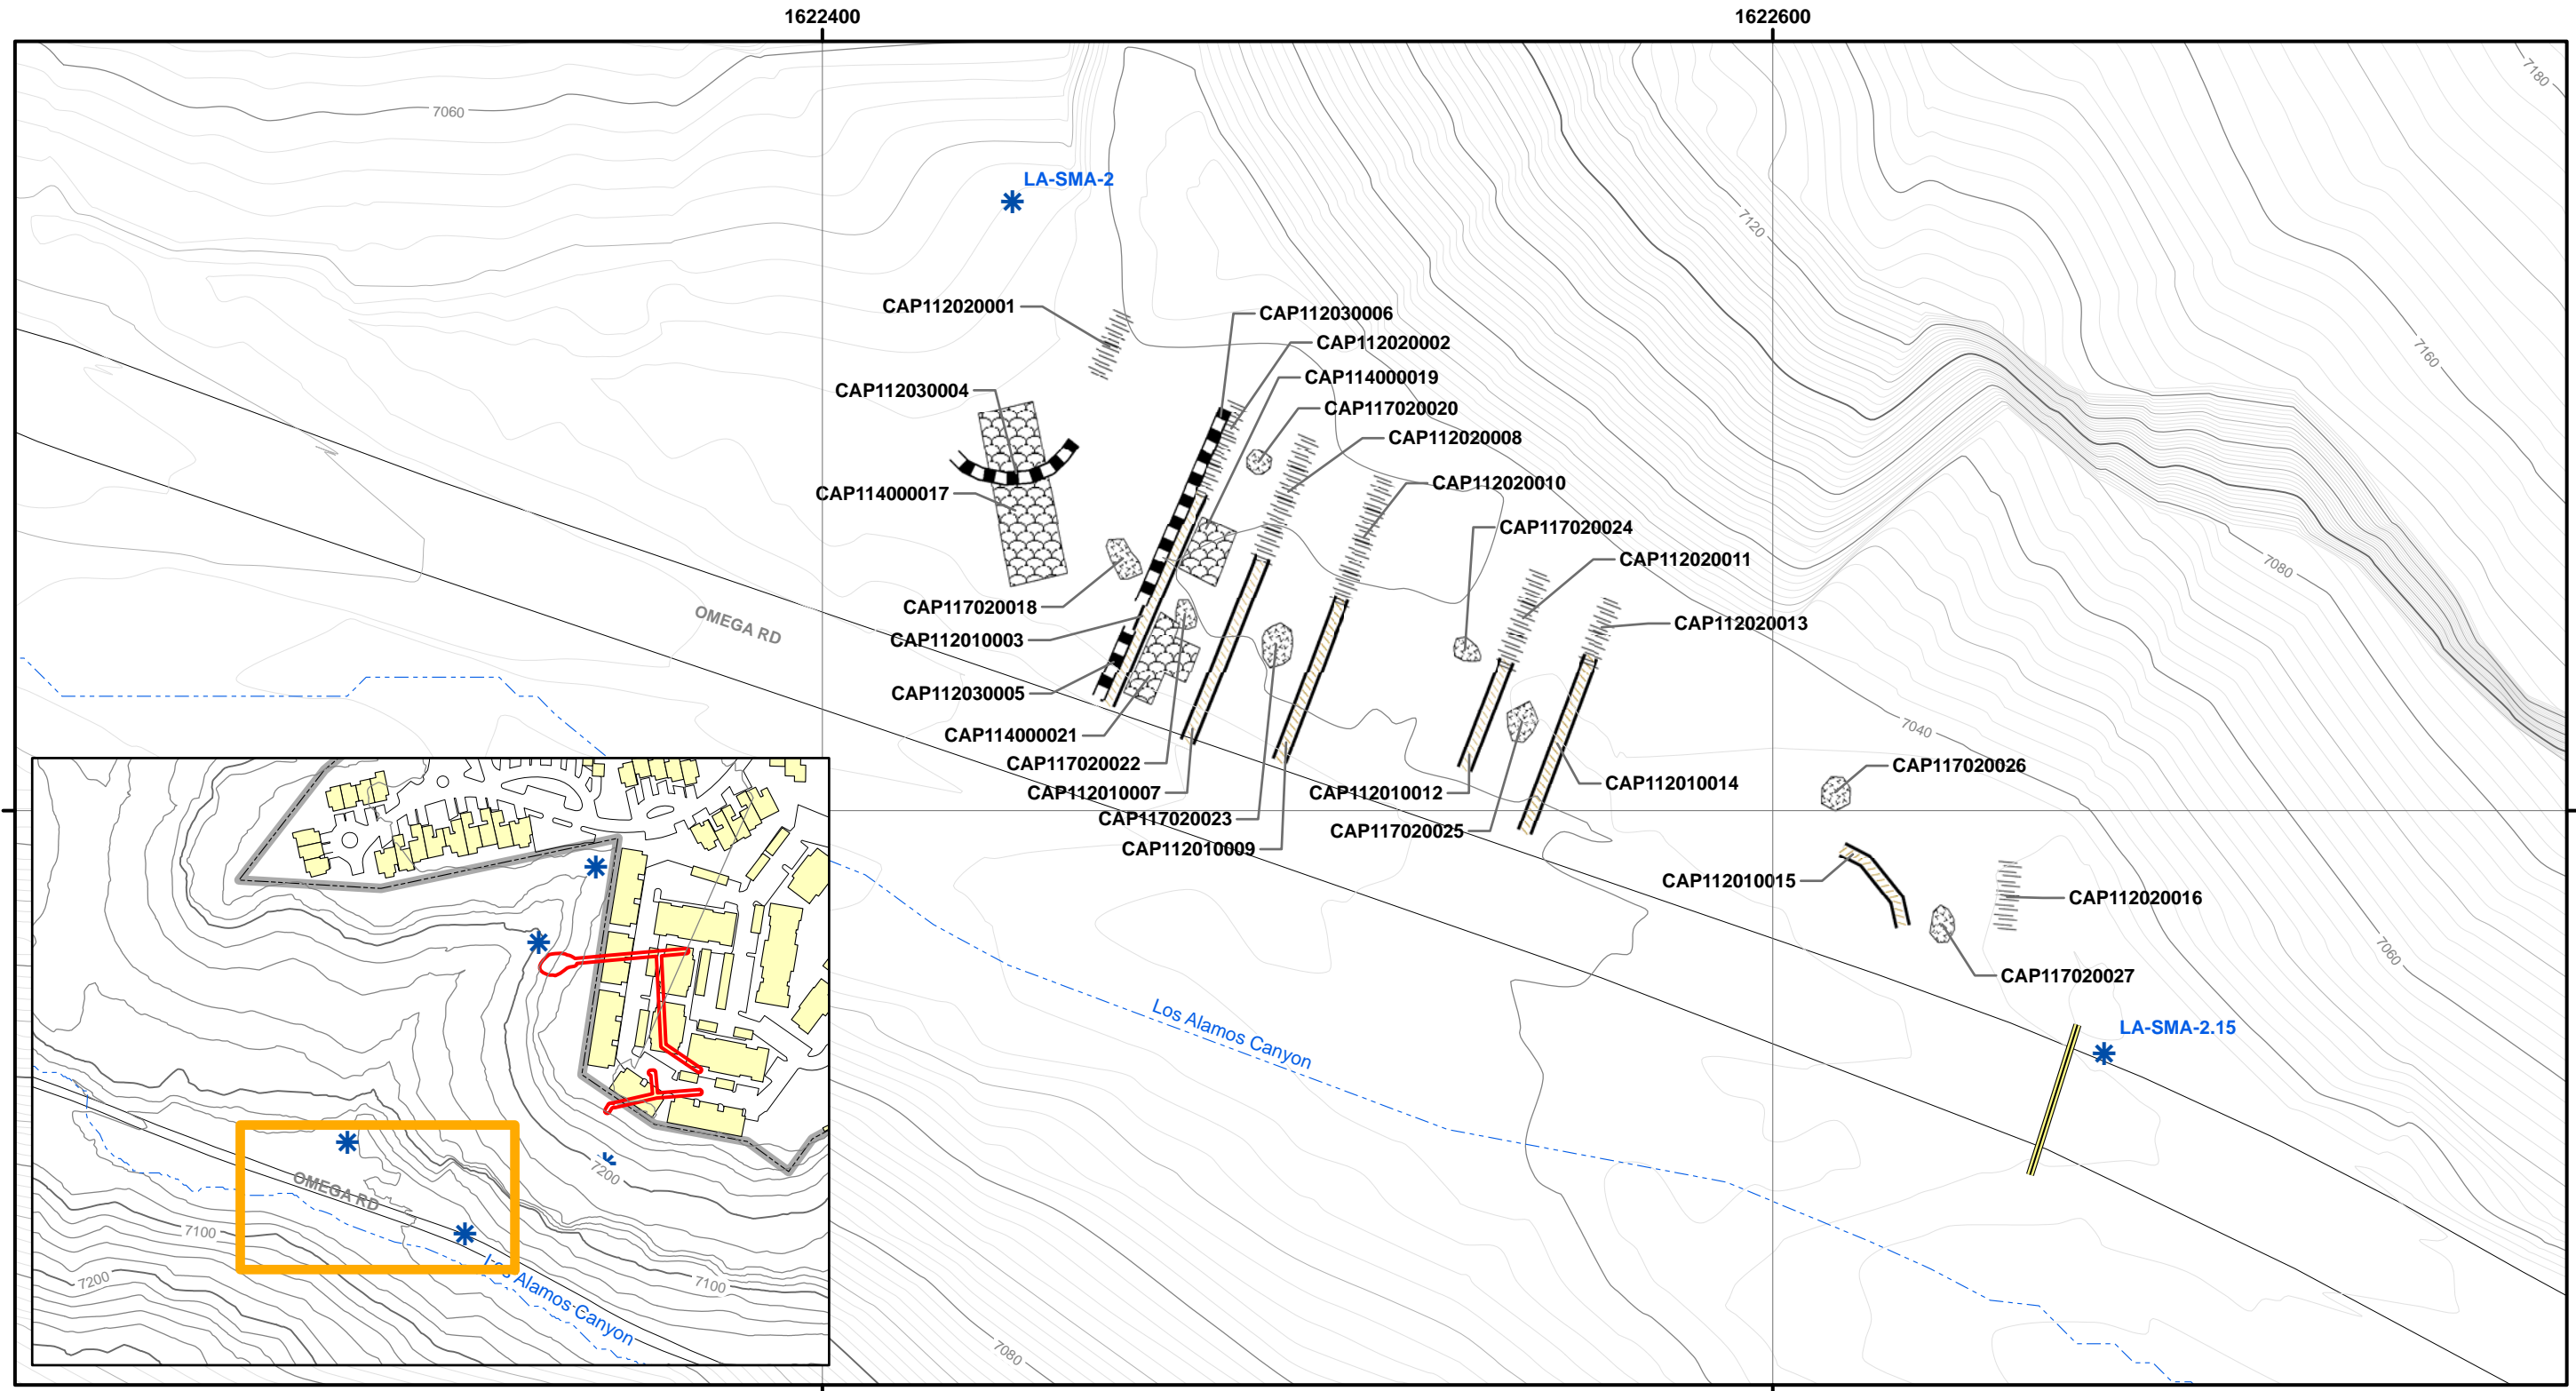 1622400
1622600
7180
7060
LA-SMA-2
7120
CAP112020001
CAP112030006
CAP112020002
7160
CAP114000019
CAP112030004
CAP117020020
CAP112020008
CAP112020010
CAP114000017
CAP117020024
CAP112020011
7080
CAP117020018
OMEGA RD
CAP112020013
CAP112010003
CAP112030005
7040
CAP114000021
CAP117020022
CAP117020026
CAP112010014
CAP112010007
CAP112010012
CAP117020023
CAP117020025
CAP112010009
CAP112010015
CAP112020016
7060
CAP117020027
Los Alamos Canyon
LA-SMA-2.15
7080
7200
OMEGA RD
7100
7200
7100
Los Alamos Canyon